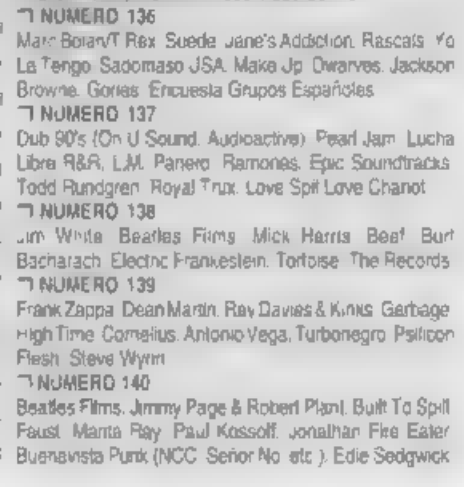 NUMERO 136
Marc Bolan/T Rex Suede Jane's Addiction. Rascals Yo
La Tengo Sadomaso USA. Make Up Dwarves. Jackson
Browne. Gories Encuesta Grupos Españoles
NUMERO 137
Dub 90's (On U Sound. Audioactive) Pearl Jam Lucha
Libre R&R, L.M. Panero Ramones. Epic Soundtracks
Todd Rundgren Royal Trux. Love Spit Love Chariot
NUMERO 138
Jim White Beatles Films Mick Harris Beef Burt
Bacharach Electric Frankestein. Tortoise The Records
NUMERO 139
Frank Zappa Dean Martin. Ray Davies & Kinks Garbage
High Time Cornelius. Antonio Vega, Turbonegro Psilicon
Flesh Steve Wynn
NUMERO 140
Beatles Films. Jimmy Page & Robert Plant. Built To Spill
Faust Manta Ray Paul Kossoff. Jonathan Fire Eater
Buenavista Punk (NCC Señor No etc ). Edie Sedgwick